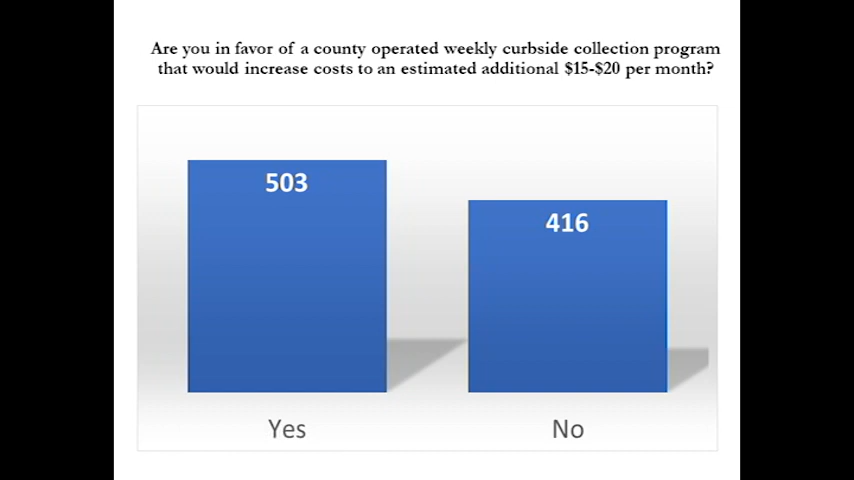 Are you in favor of a county operated weekly curbside collection program
that would increase costs to an estimated additional $15-$20 per month?
503
416
Yes
No